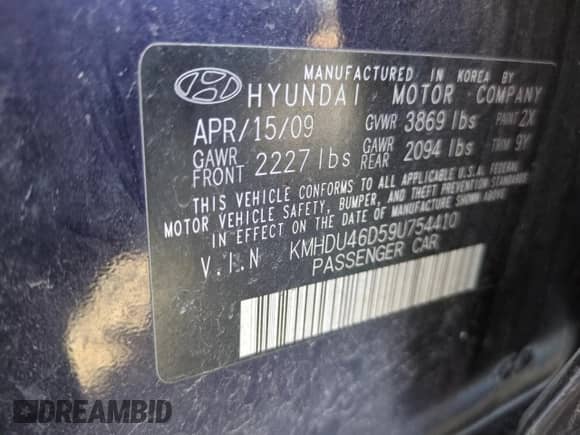 MANUFACTURED IN KOREA BY
HYUNDAI MOTOR COMPANY
APR/15/09 GVWR 3869 lbs PAINT 2X
GAWR FRONT 2227 lbs GAWR REAR 2094 lbs TRIM 9Y
THIS VEHICLE CONFORMS TO ALL APPLICABLE U.S.A. FEDERAL
MOTOR VEHICLE SAFETY, BUMPER, AND THEFT PREVENTION STANDARDS
IN EFFECT ON THE DATE OF MANUFACTURE SHOWN ABOVE.
V.I.N KMHDU46D59U754410
PASSENGER CAR
DREAMBID